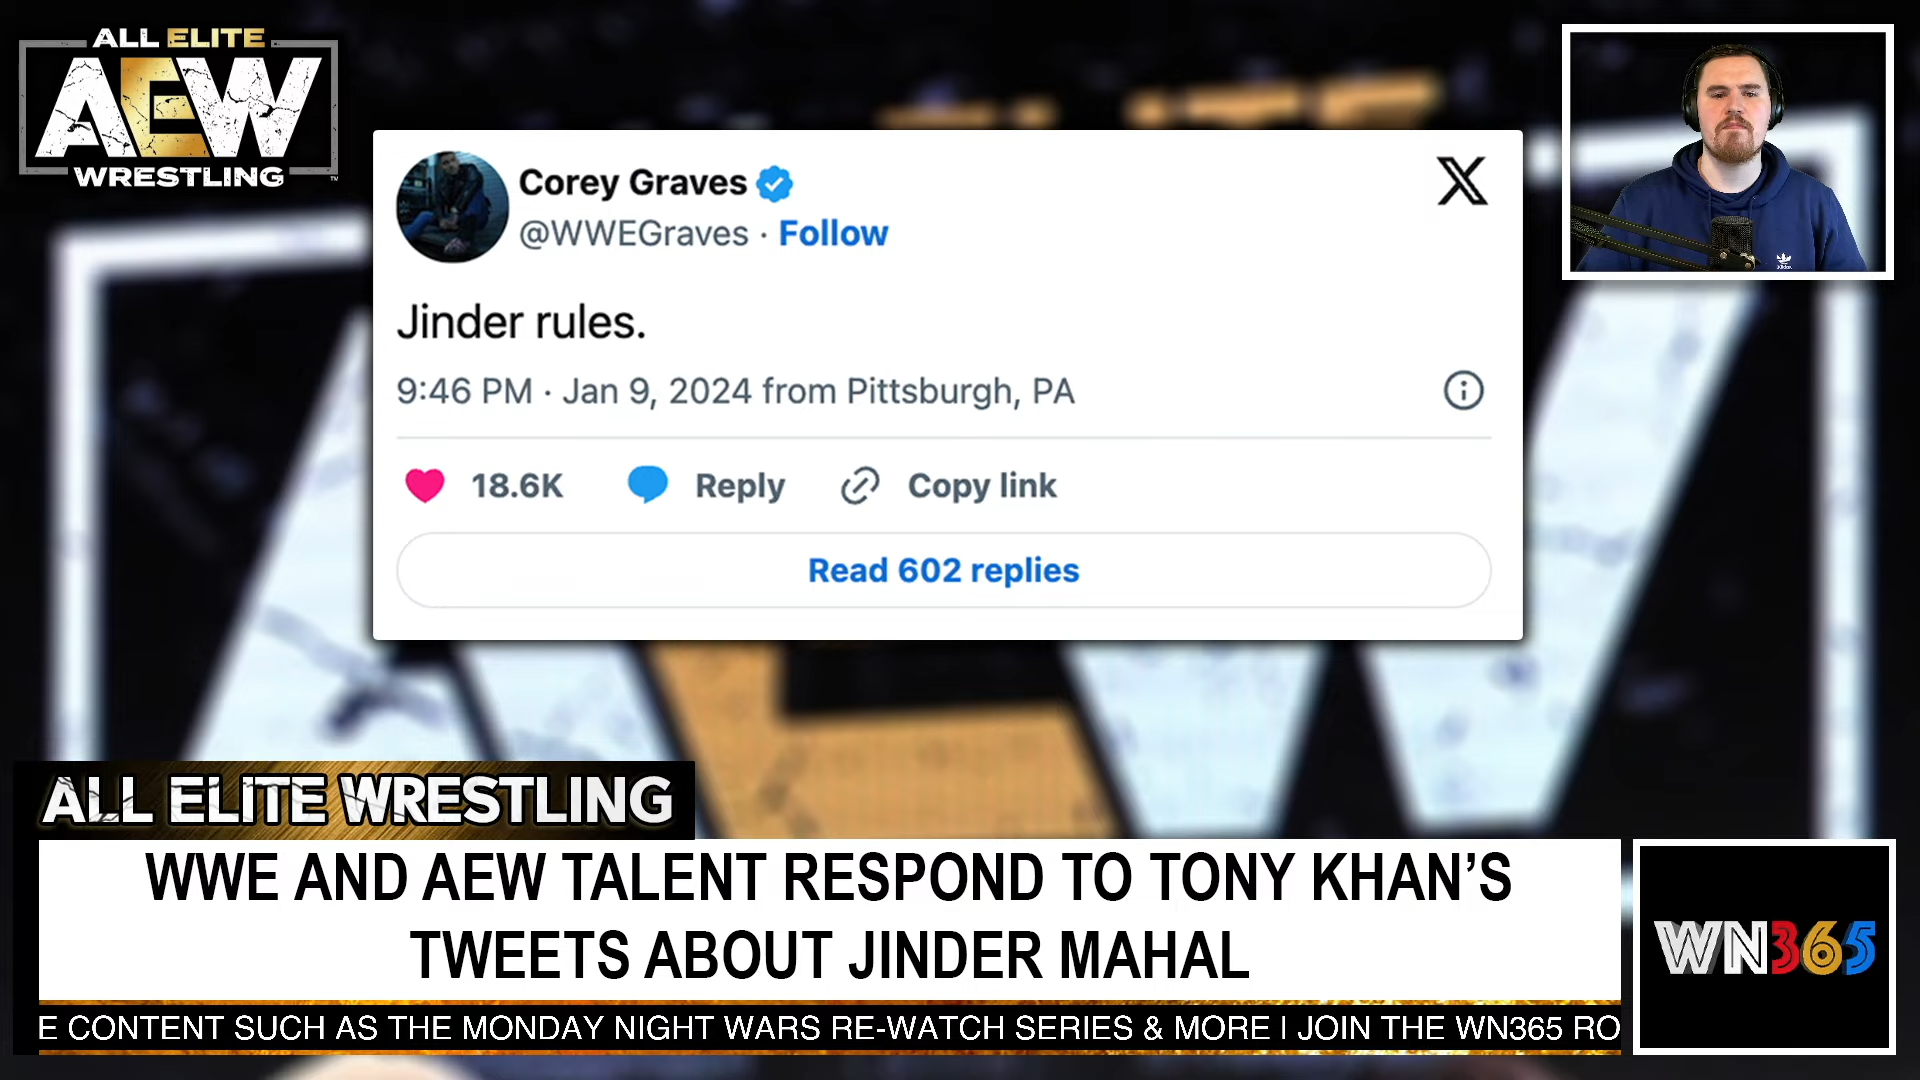 ALL ELITE
AEW
WRESTLING
TM
Corey Graves
@WWEGraves · Follow
X
Jinder rules.
9:46 PM · Jan 9, 2024 from Pittsburgh, PA
18.6K Reply Copy link
Read 602 replies
adidas
ALL ELITE WRESTLING
WWE AND AEW TALENT RESPOND TO TONY KHAN’S
TWEETS ABOUT JINDER MAHAL
WN365
E CONTENT SUCH AS THE MONDAY NIGHT WARS RE-WATCH SERIES & MORE | JOIN THE WN365 RO